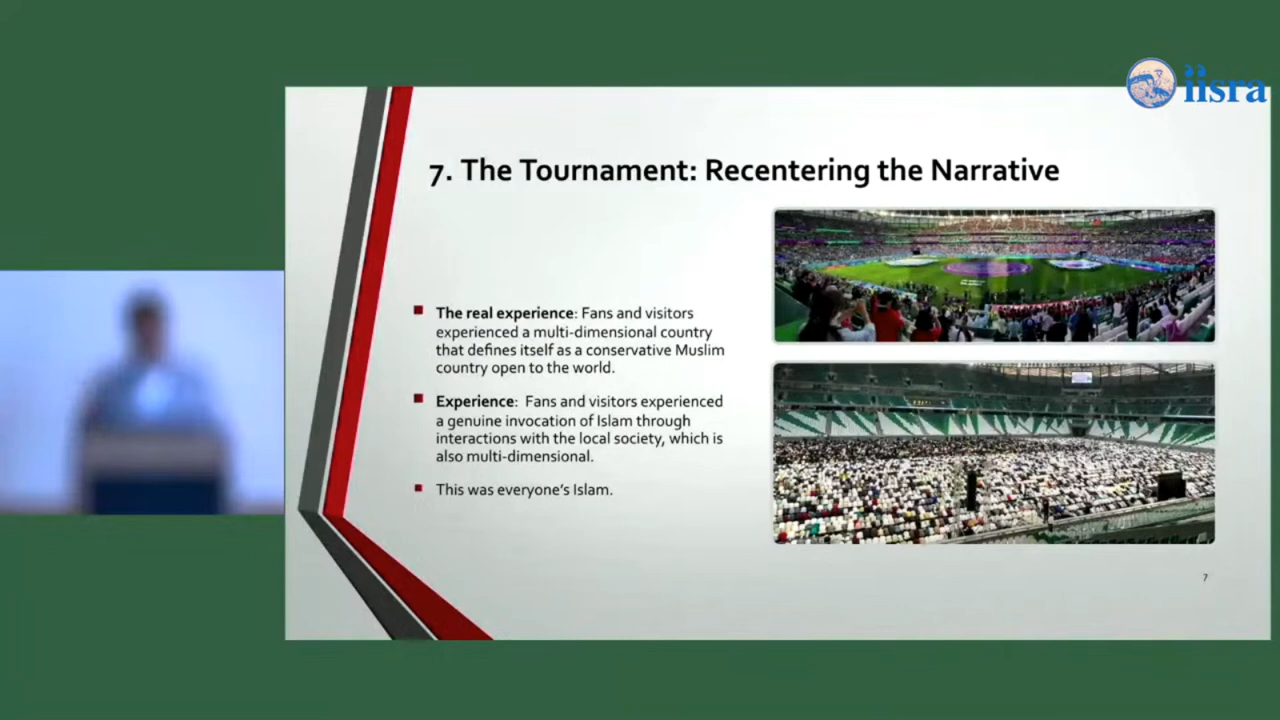 iisra
7. The Tournament: Recentering the Narrative
The real experience: Fans and visitors
experienced a multi-dimensional country
that defines itself as a conservative Muslim
country open to the world.
Experience:  Fans and visitors experienced
a genuine invocation of Islam through
interactions with the local society, which is
also multi-dimensional.
This was everyone's Islam.
7